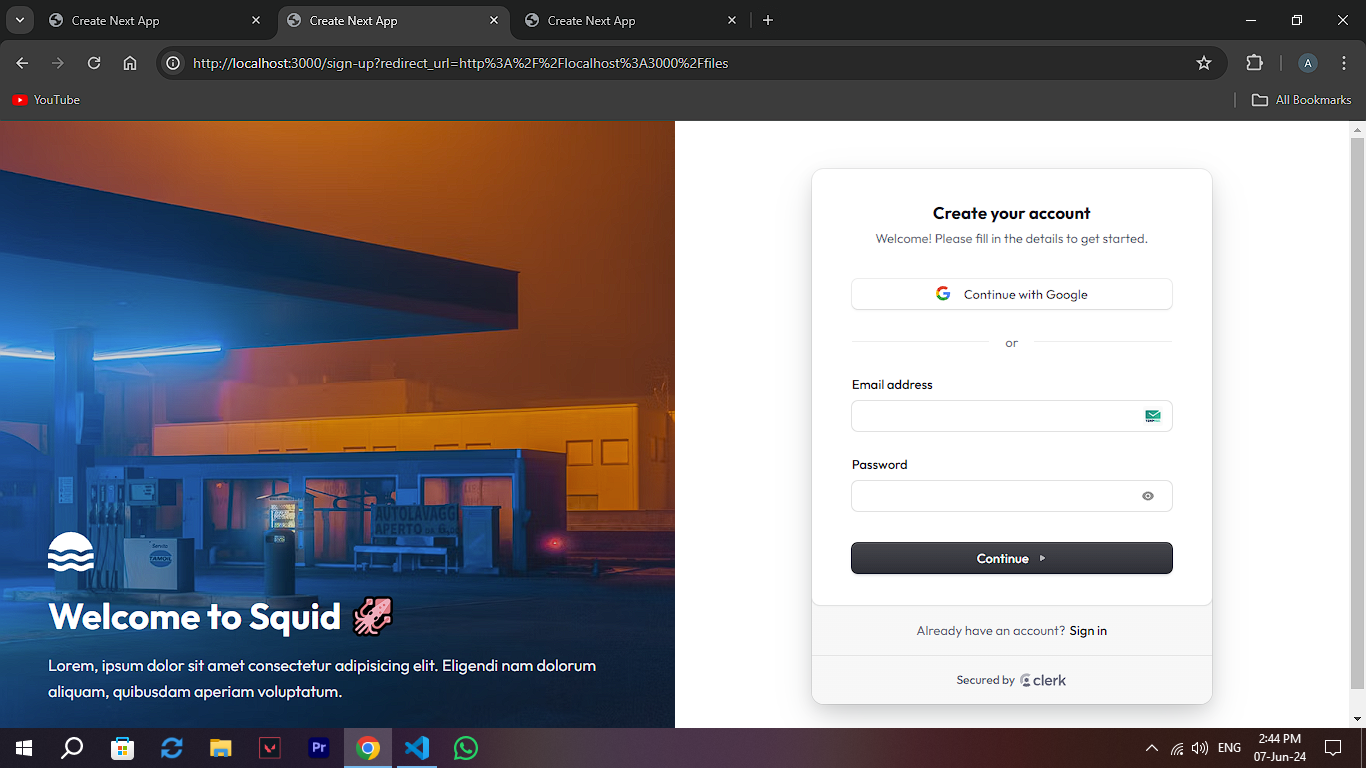 Create Next App
Create Next App
Create Next App
http://localhost:3000/sign-up?redirect_url=http%3A%2F%2Flocalhost%3A3000%2Ffiles
A
YouTube
All Bookmarks
AUTOLAVAGGI
APERTO
TAMOIL
Welcome to Squid
Lorem, ipsum dolor sit amet consectetur adipisicing elit. Eligendi nam dolorum
aliquam, quibusdam aperiam voluptatum.
Create your account
Welcome! Please fill in the details to get started.
Continue with Google
or
Email address
Password
Continue
Already have an account? Sign in
Secured by clerk
Pr
ENG
2:44 PM
07-Jun-24